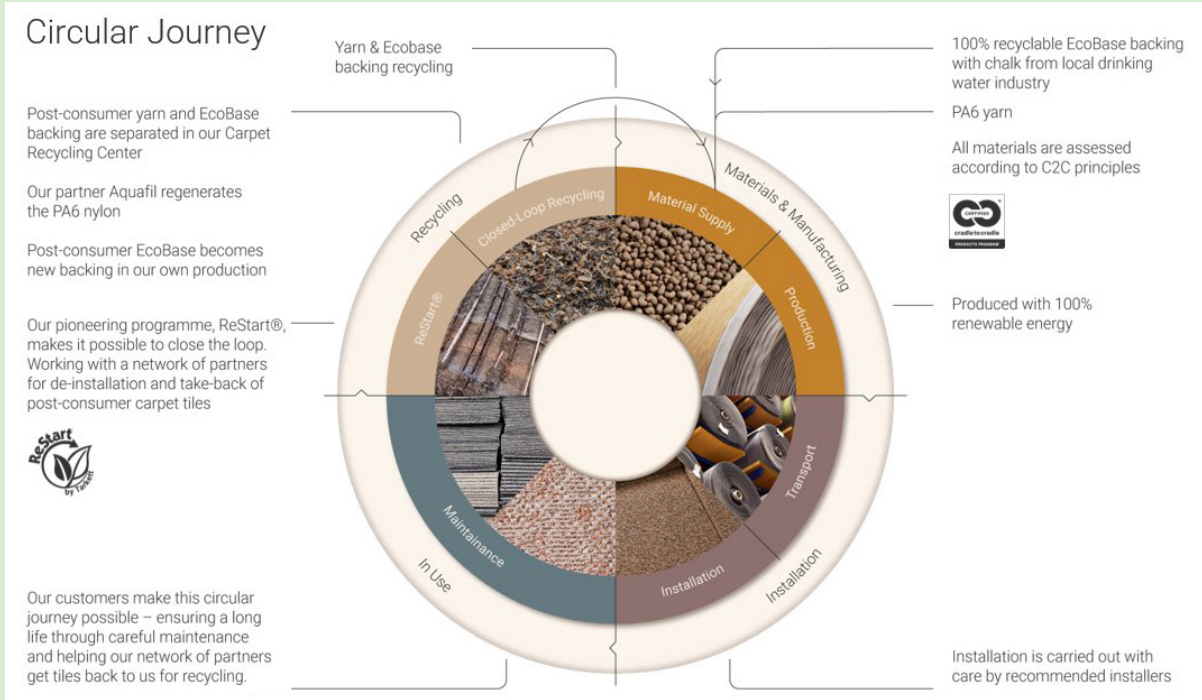 Circular Journey
Yarn & Ecobase
backing recycling
100% recyclable EcoBase backing
with chalk from local drinking
water industry
PA6 yarn
All materials are assessed
according to C2C principles
CERTIFIED
cradletocradle
PRODUCTS PROGRAM
Produced with 100%
renewable energy
Post-consumer yarn and EcoBase
backing are separated in our Carpet
Recycling Center
Our partner Aquafil regenerates
the PA6 nylon
Post-consumer EcoBase becomes
new backing in our own production
Our pioneering programme, ReStart®,
makes it possible to close the loop.
Working with a network of partners
for de-installation and take-back of
post-consumer carpet tiles
ReStart®
by Tarkett
Our customers make this circular
journey possible – ensuring a long
life through careful maintenance
and helping our network of partners
get tiles back to us for recycling.
Installation is carried out with
care by recommended installers
Recycling
Materials & Manufacturing
Installation
In Use
Closed-Loop Recycling
Material Supply
Production
Transport
Installation
Maintainance
ReStart®